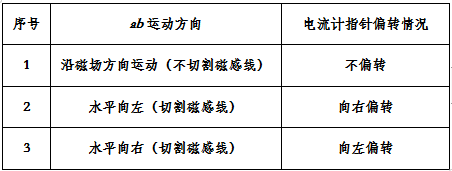 序号 ab运动方向 电流计指针偏转情况
1 沿磁场方向运动（不切割磁感线） 不偏转
2 水平向左（切割磁感线） 向右偏转
3 水平向右（切割磁感线） 向左偏转